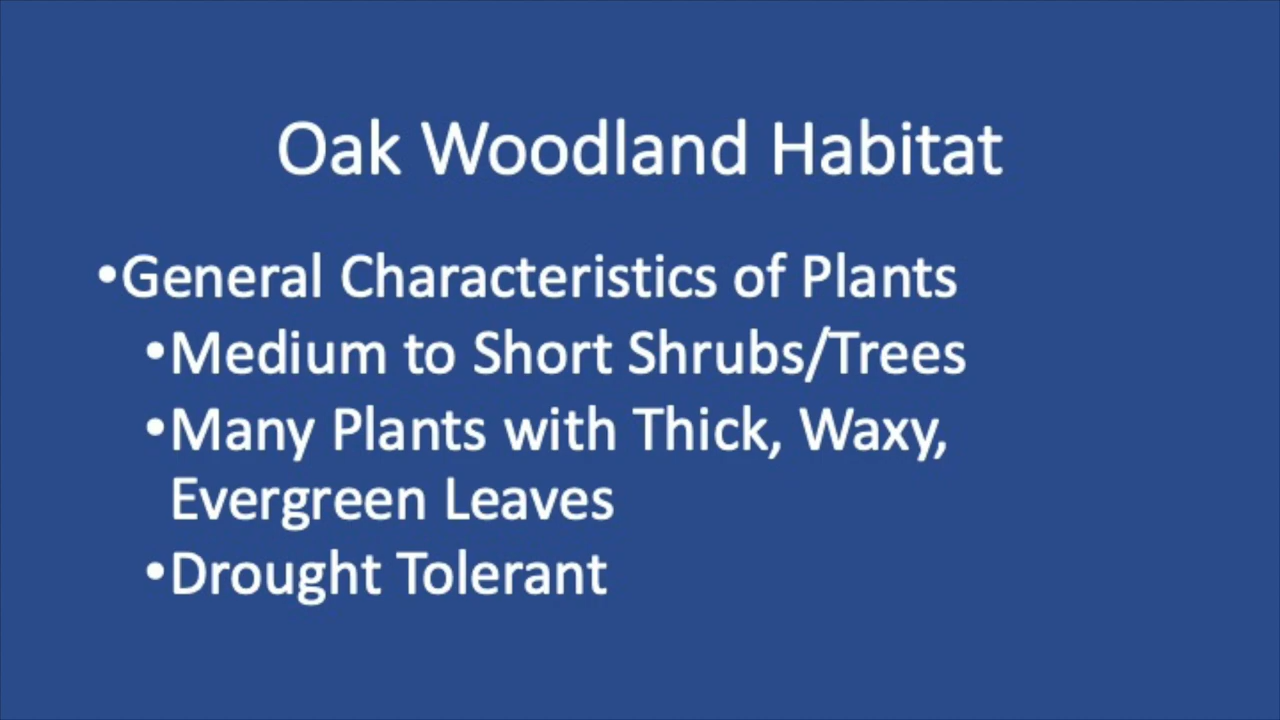 Oak Woodland Habitat
•General Characteristics of Plants
•Medium to Short Shrubs/Trees
•Many Plants with Thick, Waxy,
Evergreen Leaves
•Drought Tolerant